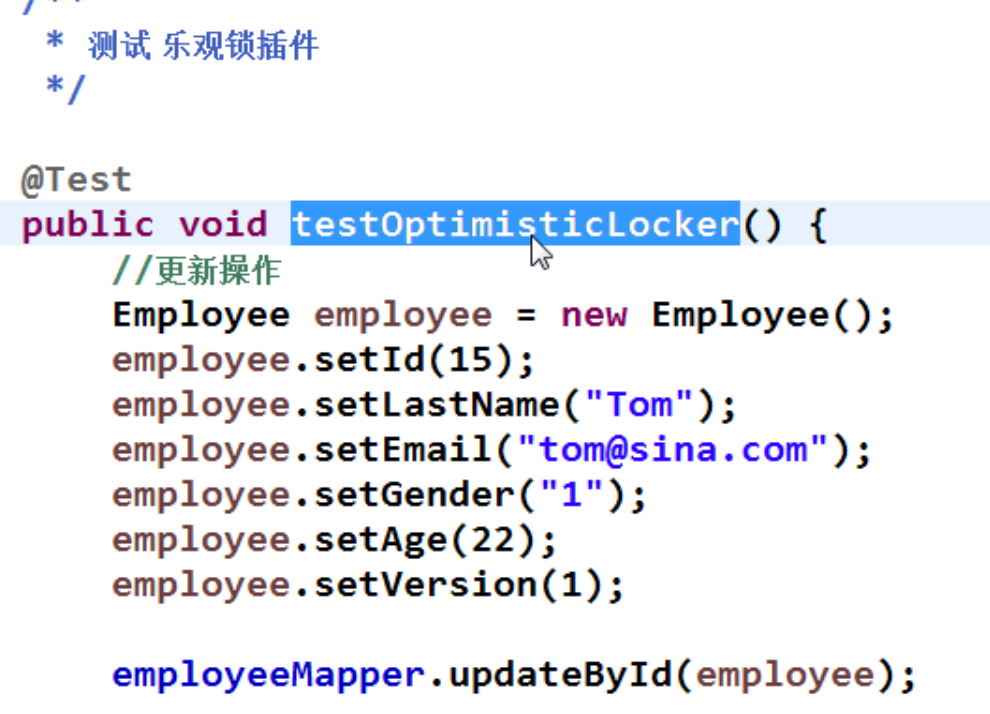 /**
* 测试 乐观锁插件
*/
@Test
public void testOptimisticLocker() {
//更新操作
Employee employee = new Employee();
employee.setId(15);
employee.setLastName("Tom");
employee.setEmail("tom@sina.com");
employee.setGender("1");
employee.setAge(22);
employee.setVersion(1);
employeeMapper.updateById(employee);